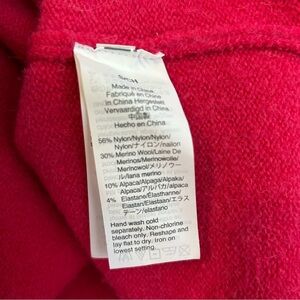 Made in China
Fabriqué en Chine
in China Hergestellt
Vervaardigd in China
中国製
Hecho en China
56% Nylon/Nylon/Nylon/
Nylon/ナイロン/nailon
30% Merino Wool/Laine De
Merinos/Merinowolle/
Merinowol/メリノウー
ル/lana merino
10% Alpaca/Alpaga/Alpaka/
Alpaca/アルパカ/alpaca
4% Elastane/Elasthanne/
Elastan/Elastaan/エラス
テーン/elastano
Hand wash cold
separately. Non-chlorine
bleach only. Reshape and
lay flat to dry. Iron on
lowest setting.